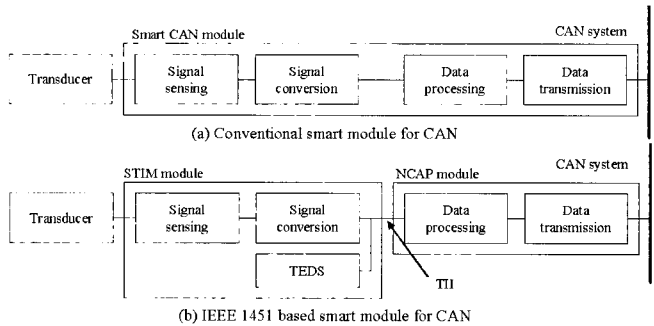 Smart CAN module
CAN system
Transducer
Signal
sensing
Signal
conversion
Data
processing
Data
transmission
(a) Conventional smart module for CAN
STIM module
NCAP module
CAN system
Transducer
Signal
sensing
Signal
conversion
Data
processing
Data
transmission
TEDS
TII
(b) IEEE 1451 based smart module for CAN